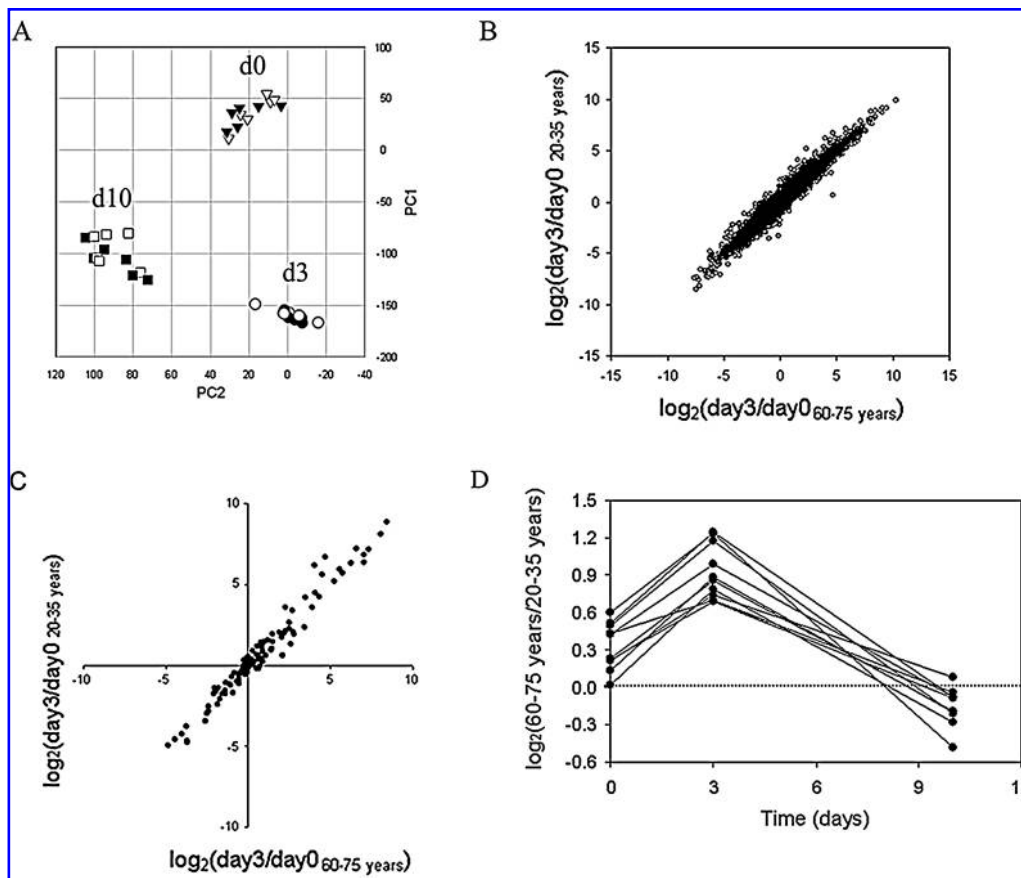 A
d0
d10
d3
100
50
0
-50
-100
-150
-200
PC1
120 100 80 60 40 20 0 -20 -40
PC2
B
log₂(day3/day0 20-35 years)
15
10
5
0
-5
-10
-15
-15 -10 -5 0 5 10 15
log₂(day3/day0 60-75 years)
C
log₂(day3/day0 20-35 years)
10
5
-5
-10
-10 -5 0 5 10
log₂(day3/day0 60-75 years)
D
log₂(60-75 years/20-35 years)
1.5
1.2
0.9
0.6
0.3
0.0
-0.3
-0.6
0 3 6 9 1
Time (days)